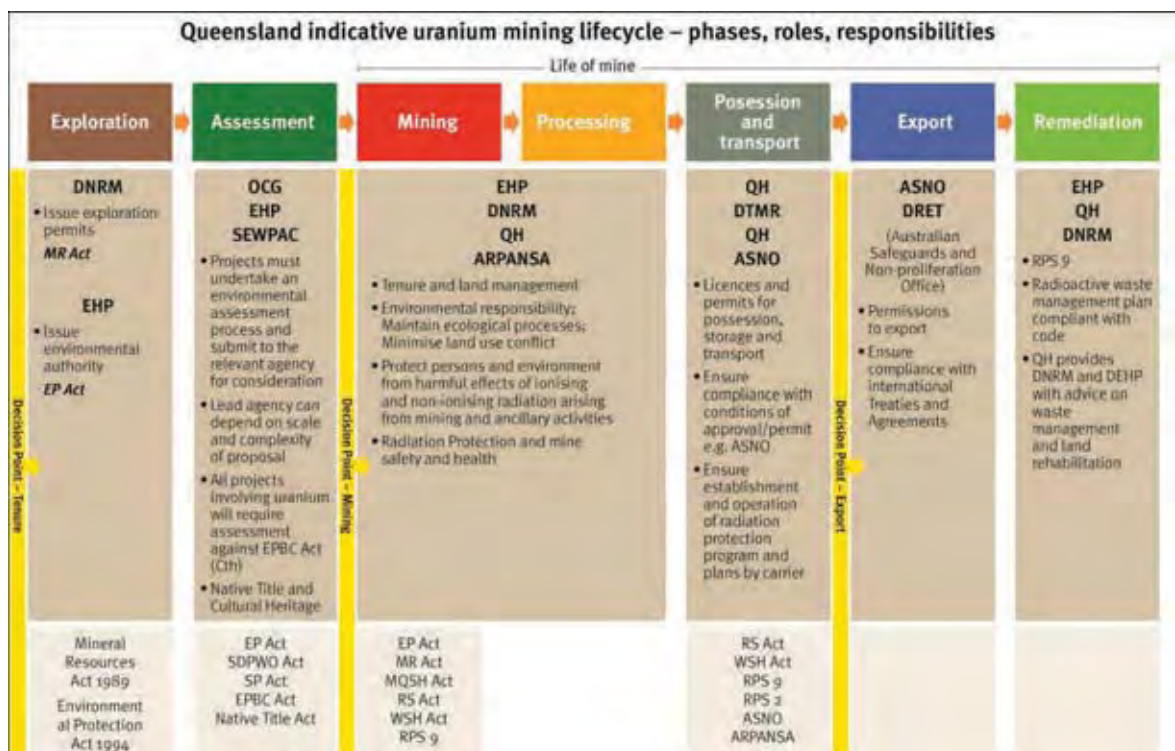 Queensland indicative uranium mining lifecycle – phases, roles, responsibilities
Life of mine
Exploration
Assessment
Mining
Processing
Posession
and
transport
Export
Remediation
Decision Point – Tenure
DNRM
• Issue exploration
permits
MR Act
EHP
• Issue
environmental
authority
EP Act
OCG
EHP
SEWPAC
• Projects must
undertake an
environmental
assessment
process and
submit to the
relevant agency
for consideration
• Lead agency can
depend on scale
and complexity
of proposal
• All projects
involving uranium
will require
assessment
against EPBC Act
(Cth)
• Native Title and
Cultural Heritage
Decision Point – Mining
EHP
DNRM
QH
ARPANSA
• Tenure and land management
• Environmental responsibility;
Maintain ecological processes;
Minimise land use conflict
• Protect persons and environment
from harmful effects of ionising
and non-ionising radiation arising
from mining and ancillary activities
• Radiation Protection and mine
safety and health
QH
DTMR
QH
ASNO
• Licences and
permits for
possession,
storage and
transport
• Ensure
compliance with
conditions of
approval/permit
e.g. ASNO
• Ensure
establishment
and operation
of radiation
protection
program and
plans by carrier
Decision Point – Export
ASNO
DRET
(Australian
Safeguards and
Non-proliferation
Office)
• Permissions
to export
• Ensure
compliance with
international
Treaties and
Agreements
EHP
QH
DNRM
• RPS 9
• Radioactive waste
management plan
compliant with
code
• QH provides
DNRM and DEHP
with advice on
waste
management
and land
rehabilitation
Mineral
Resources
Act 1989
Environment
al Protection
Act 1994
EP Act
SDPWO Act
SP Act
EPBC Act
Native Title Act
EP Act
MR Act
MQSH Act
RS Act
WSH Act
RPS 9
RS Act
WSH Act
RPS 9
RPS 2
ASNO
ARPANSA